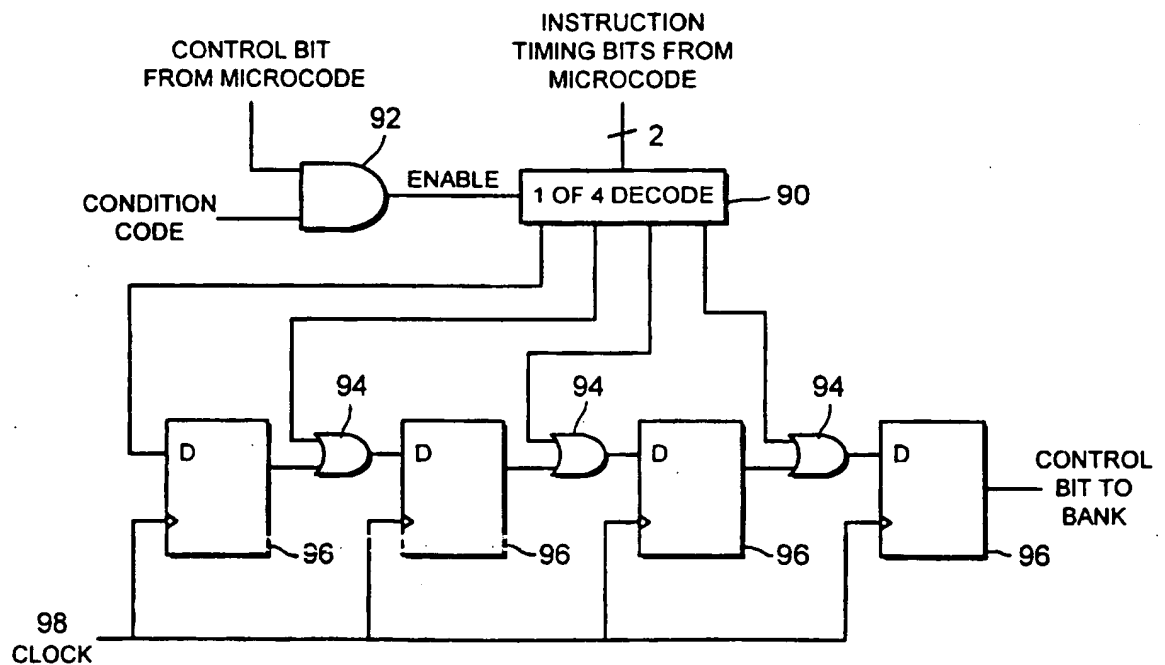 INSTRUCTION
TIMING BITS FROM
MICROCODE
CONTROL BIT
FROM MICROCODE
92
2
ENABLE
1 OF 4 DECODE
90
CONDITION
CODE
94
94
94
D
D
D
D
CONTROL
BIT TO
BANK
96
96
96
96
98
CLOCK